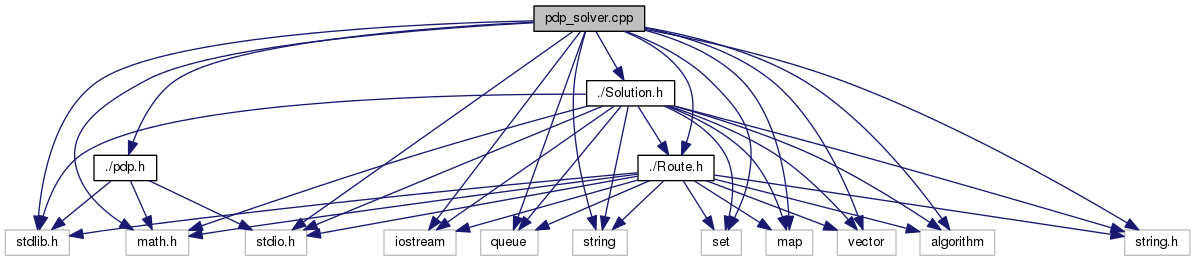 pdp_solver.cpp
./Solution.h
./pdp.h
./Route.h
stdlib.h
math.h
stdio.h
iostream
queue
string
set
map
vector
algorithm
string.h